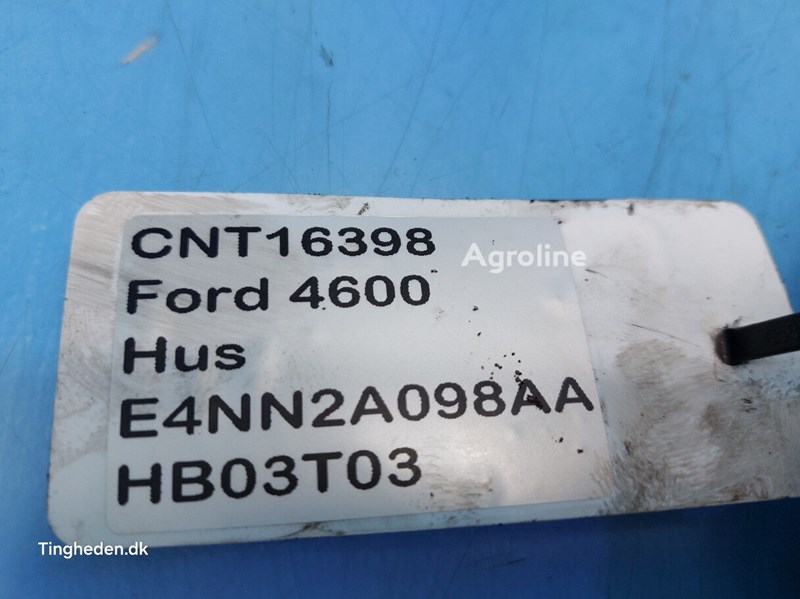 CNT16398
Agroline
Ford 4600
Hus
E4NN2A098AA
HB03T03
Tingheden.dk